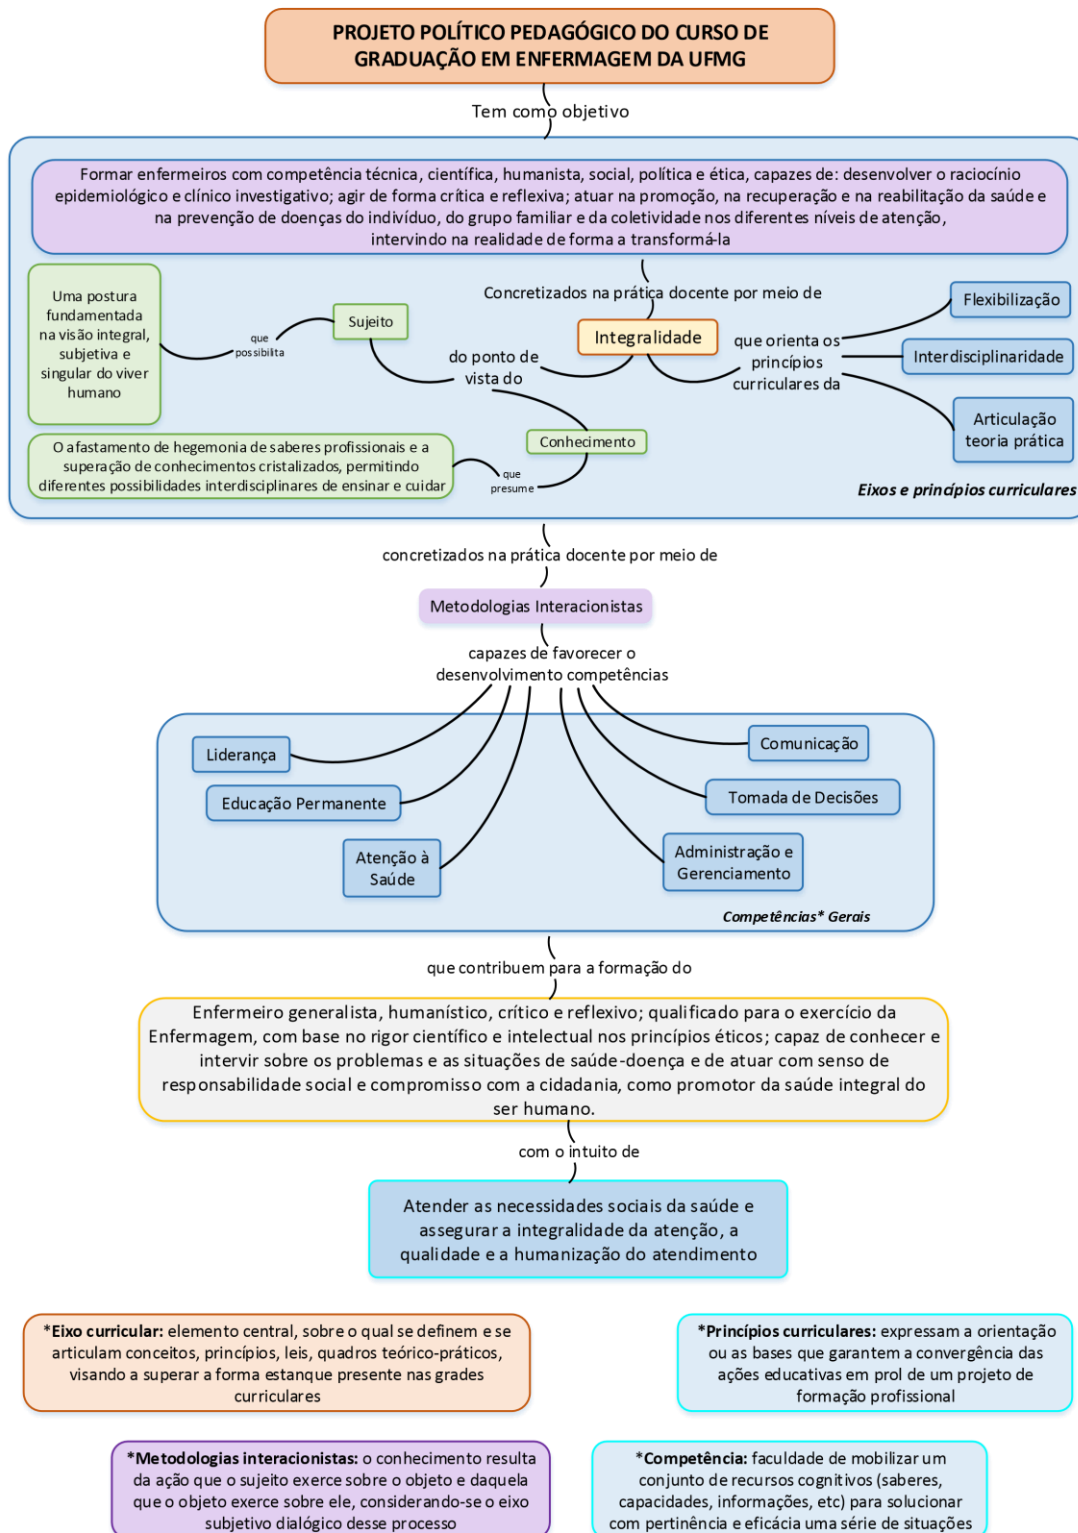 PROJETO POLÍTICO PEDAGÓGICO DO CURSO DE
GRADUAÇÃO EM ENFERMAGEM DA UFMG
Tem como objetivo
Formar enfermeiros com competência técnica, científica, humanista, social, política e ética, capazes de: desenvolver o raciocínio
epidemiológico e clínico investigativo; agir de forma crítica e reflexiva; atuar na promoção, na recuperação e na reabilitação da saúde e
na prevenção de doenças do indivíduo, do grupo familiar e da coletividade nos diferentes níveis de atenção,
intervindo na realidade de forma a transformá-la
Concretizados na prática docente por meio de
Integralidade
que orienta os
princípios
curriculares da
Flexibilização
Interdisciplinaridade
Articulação
teoria prática
do ponto de
vista do
Sujeito
que
possibilita
Uma postura
fundamentada
na visão integral,
subjetiva e
singular do viver
humano
Conhecimento
que
presume
O afastamento de hegemonia de saberes profissionais e a
superação de conhecimentos cristalizados, permitindo
diferentes possibilidades interdisciplinares de ensinar e cuidar
Eixos e princípios curriculares
concretizados na prática docente por meio de
Metodologias Interacionistas
capazes de favorecer o
desenvolvimento competências
Liderança
Educação Permanente
Atenção à
Saúde
Comunicação
Tomada de Decisões
Administração e
Gerenciamento
Competências* Gerais
que contribuem para a formação do
Enfermeiro generalista, humanístico, crítico e reflexivo; qualificado para o exercício da
Enfermagem, com base no rigor científico e intelectual nos princípios éticos; capaz de conhecer e
intervir sobre os problemas e as situações de saúde-doença e de atuar com senso de
responsabilidade social e compromisso com a cidadania, como promotor da saúde integral do
ser humano.
com o intuito de
Atender as necessidades sociais da saúde e
assegurar a integralidade da atenção, a
qualidade e a humanização do atendimento
*Eixo curricular: elemento central, sobre o qual se definem e se
articulam conceitos, princípios, leis, quadros teórico-práticos,
visando a superar a forma estanque presente nas grades
curriculares
*Princípios curriculares: expressam a orientação
ou as bases que garantem a convergência das
ações educativas em prol de um projeto de
formação profissional
*Metodologias interacionistas: o conhecimento resulta
da ação que o sujeito exerce sobre o objeto e daquela
que o objeto exerce sobre ele, considerando-se o eixo
subjetivo dialógico desse processo
*Competência: faculdade de mobilizar um
conjunto de recursos cognitivos (saberes,
capacidades, informações, etc) para solucionar
com pertinência e eficácia uma série de situações